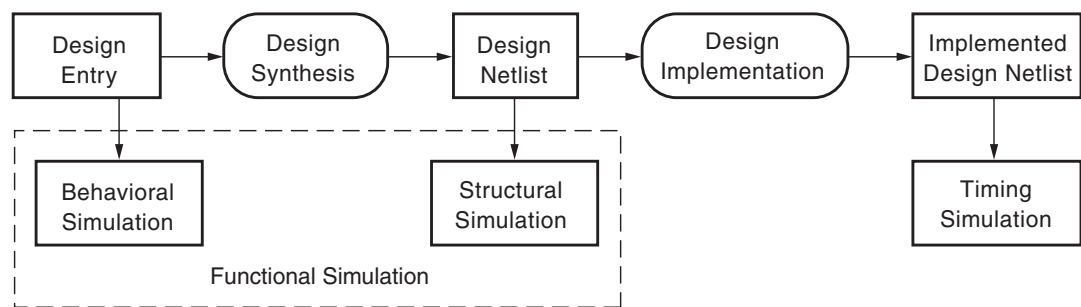 Design
Entry
Design
Synthesis
Design
Netlist
Design
Implementation
Implemented
Design Netlist
Behavioral
Simulation
Structural
Simulation
Timing
Simulation
Functional Simulation